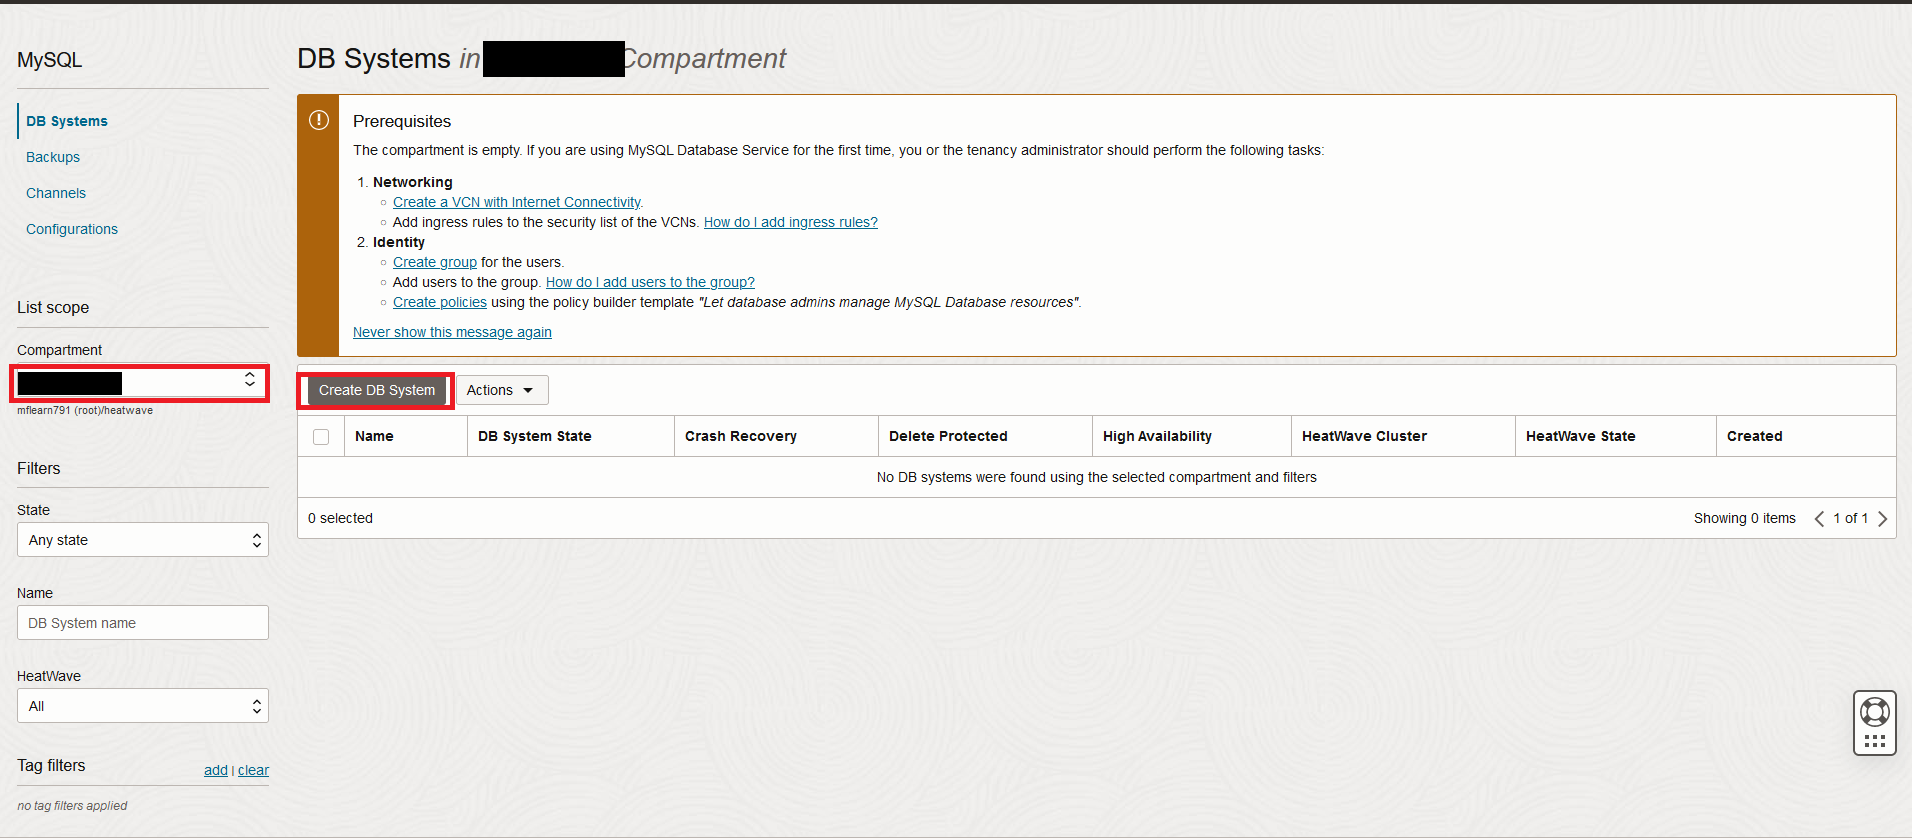 MySQL
DB Systems
Backups
Channels
Configurations
List scope
Compartment
mflearn791 (root)/heatwave
Filters
State
Any state
Name
DB System name
HeatWave
All
Tag filters
add | clear
no tag filters applied
DB Systems in Compartment
Prerequisites
The compartment is empty. If you are using MySQL Database Service for the first time, you or the tenancy administrator should perform the following tasks:
1. Networking
Create a VCN with Internet Connectivity.
Add ingress rules to the security list of the VCNs. How do I add ingress rules?
2. Identity
Create group for the users.
Add users to the group. How do I add users to the group?
Create policies using the policy builder template "Let database admins manage MySQL Database resources".
Never show this message again
Create DB System Actions
Name DB System State Crash Recovery Delete Protected High Availability HeatWave Cluster HeatWave State Created
No DB systems were found using the selected compartment and filters
0 selected Showing 0 items 1 of 1